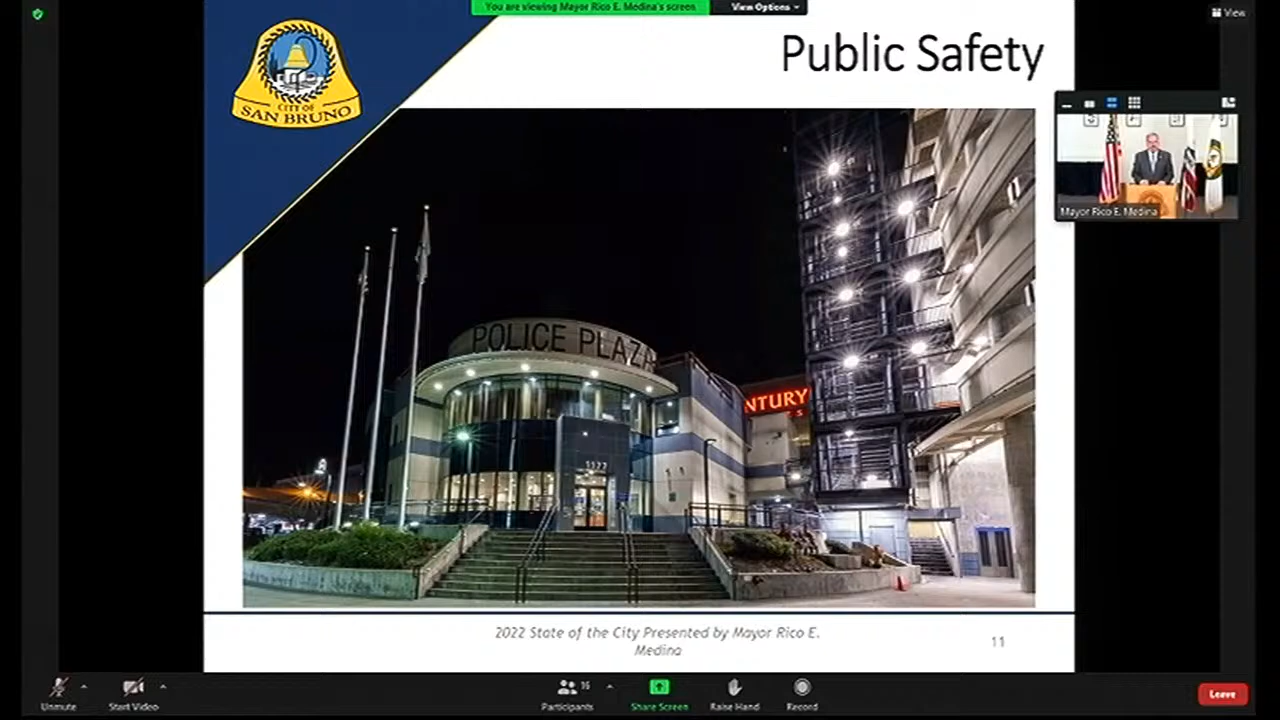 You are viewing Mayor Rico E. Medina's screen
View Options
View
Public Safety
CITY OF
SAN BRUNO
Mayor Rico E. Medina
POLICE PLAZA
NTURY
1177
2022 State of the City Presented by Mayor Rico E.
Medina
11
Unmute
Start Video
Participants
16
Share Screen
Raise Hand
Record
Leave